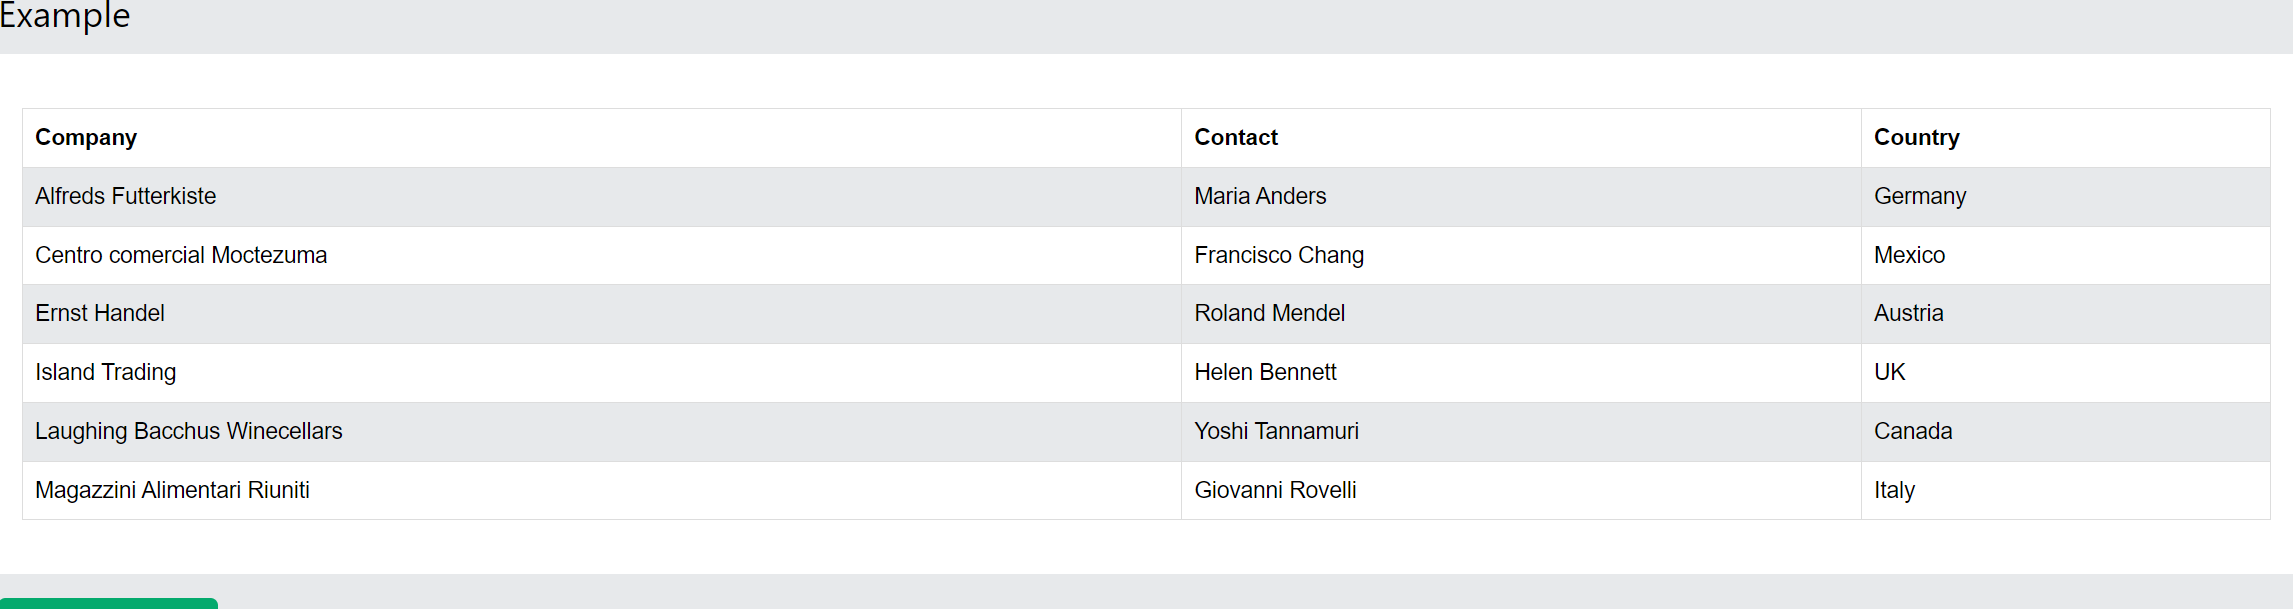 Example
Company Contact Country
Alfreds Futterkiste Maria Anders Germany
Centro comercial Moctezuma Francisco Chang Mexico
Ernst Handel Roland Mendel Austria
Island Trading Helen Bennett UK
Laughing Bacchus Winecellars Yoshi Tannamuri Canada
Magazzini Alimentari Riuniti Giovanni Rovelli Italy